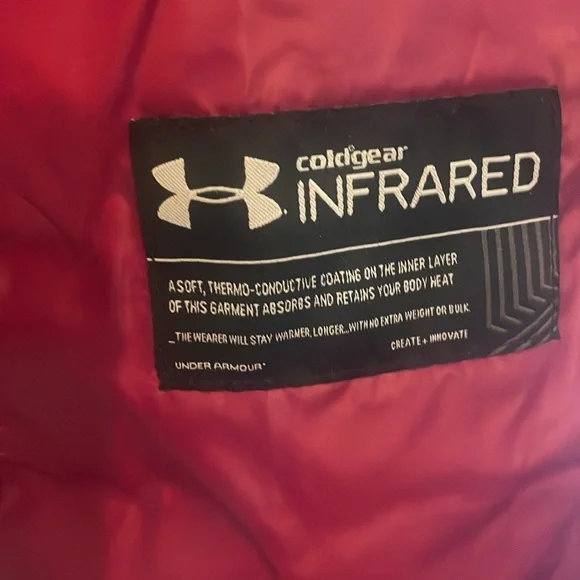 coldgear
INFRARED
A SOFT, THERMO-CONDUCTIVE COATING ON THE INNER LAYER
OF THIS GARMENT ABSORBS AND RETAINS YOUR BODY HEAT
_THE WEARER WILL STAY WARMER, LONGER...WITH NO EXTRA WEIGHT OR BULK.
CREATE + INNOVATE
UNDER ARMOUR®